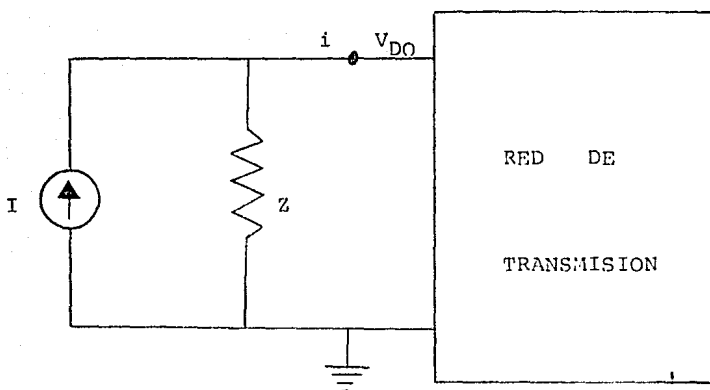 i V_DO
RED DE
I
Z
TRANSMISION